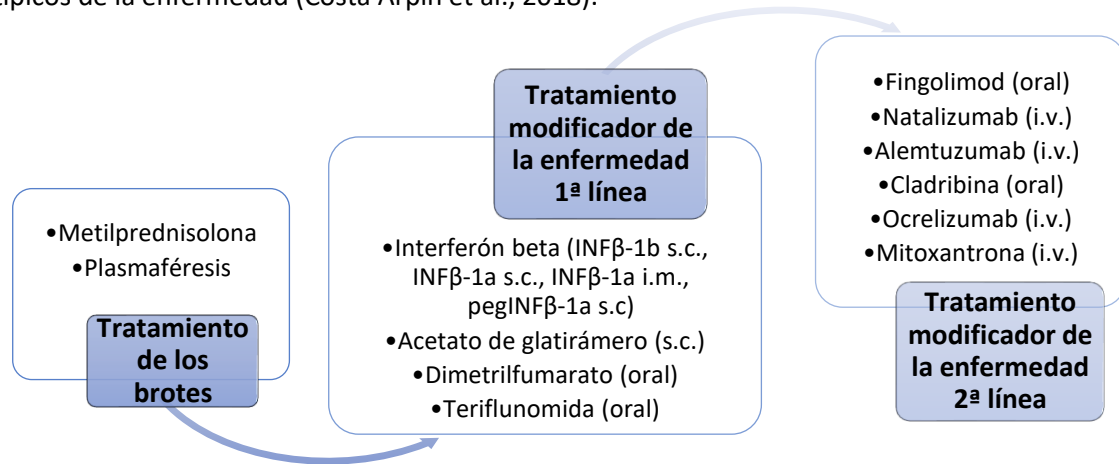 típicos de la enfermedad (Costa Arpín et al., 2018).
•Metilprednisolona
•Plasmaféresis
Tratamiento
de los
brotes
Tratamiento
modificador de
la enfermedad
1ª línea
•Interferón beta (INFβ-1b s.c.,
INFβ-1a s.c., INFβ-1a i.m.,
pegINFβ-1a s.c)
•Acetato de glatirámero (s.c.)
•Dimetrilfumarato (oral)
•Teriflunomida (oral)
•Fingolimod (oral)
•Natalizumab (i.v.)
•Alemtuzumab (i.v.)
•Cladribina (oral)
•Ocrelizumab (i.v.)
•Mitoxantrona (i.v.)
Tratamiento
modificador de
la enfermedad
2ª línea